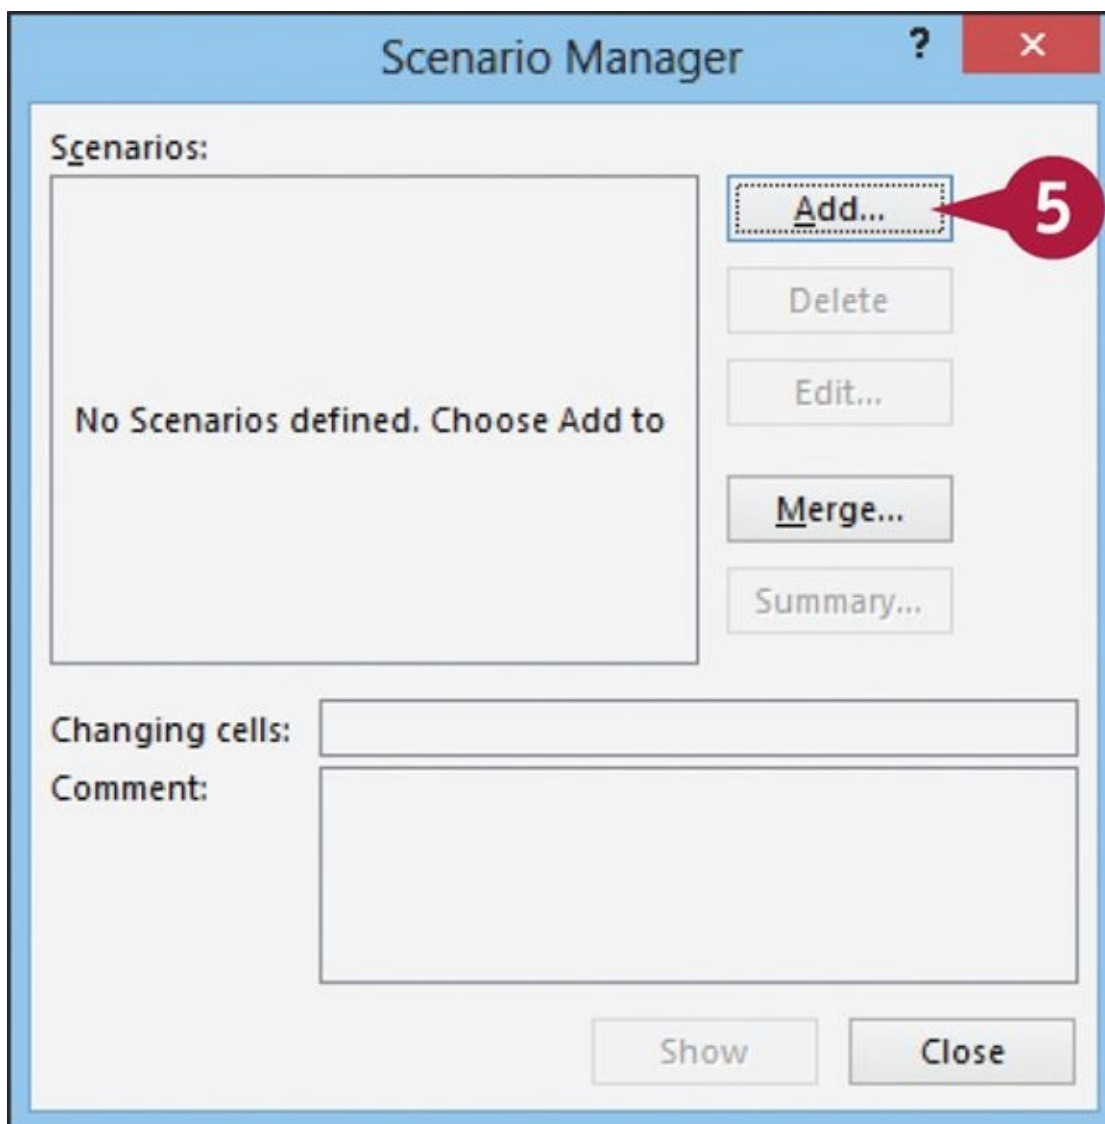 Scenario Manager
?
Scenarios:
Add...
5
Delete
Edit...
No Scenarios defined. Choose Add to
Merge...
Summary...
Changing cells:
Comment:
Show
Close